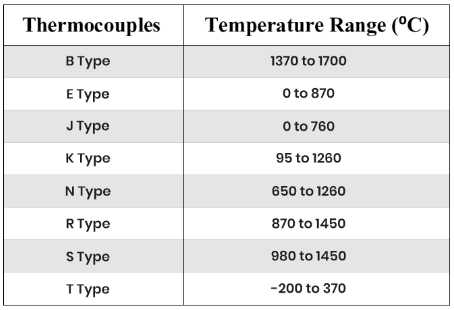 Thermocouples Temperature Range (⁰C)
B Type 1370 to 1700
E Type 0 to 870
J Type 0 to 760
K Type 95 to 1260
N Type 650 to 1260
R Type 870 to 1450
S Type 980 to 1450
T Type -200 to 370